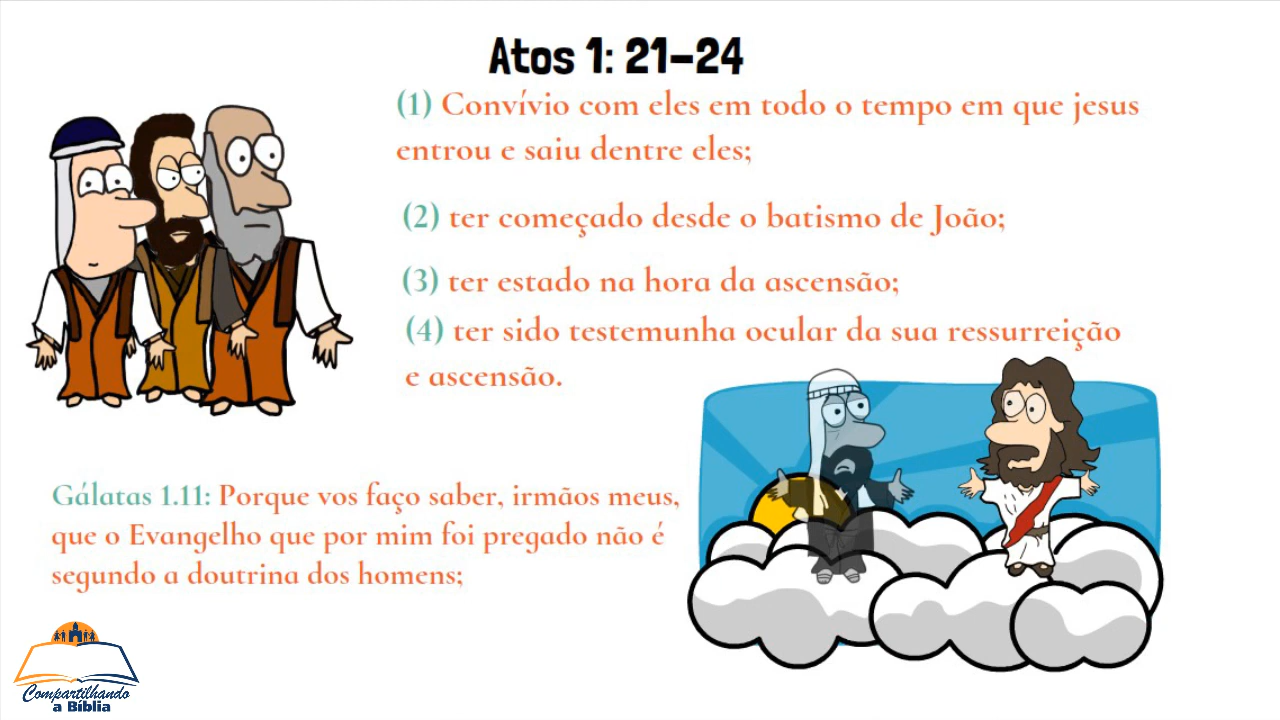 Atos 1: 21-24
(1) Convívio com eles em todo o tempo em que jesus
entrou e saiu dentre eles;
(2) ter começado desde o batismo de João;
(3) ter estado na hora da ascensão;
(4) ter sido testemunha ocular da sua ressurreição
e ascensão.
Gálatas 1.11: Porque vos faço saber, irmãos meus,
que o Evangelho que por mim foi pregado não é
segundo a doutrina dos homens;
Compartilhando
a Bíblia